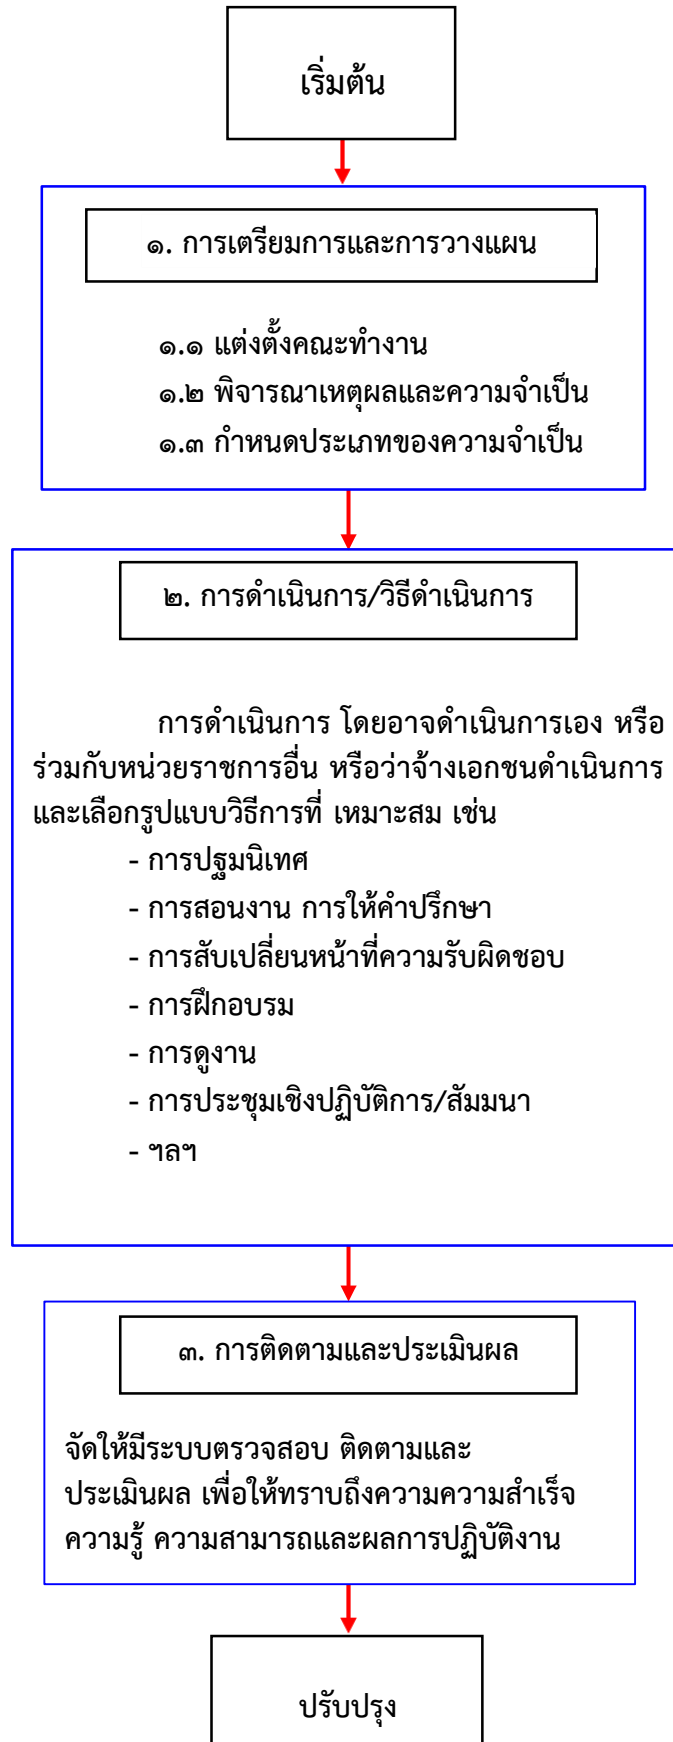 เริ่มต้น
๑. การเตรียมการและการวางแผน
๑.๑ แต่งตั้งคณะทำงาน
๑.๒ พิจารณาเหตุผลและความจำเป็น
๑.๓ กำหนดประเภทของความจำเป็น
๒. การดำเนินการ/วิธีดำเนินการ
การดำเนินการ โดยอาจดำเนินการเอง หรือ
ร่วมกับหน่วยราชการอื่น หรือว่าจ้างเอกชนดำเนินการ
และเลือกรูปแบบวิธีการที่ เหมาะสม เช่น
- การปฐมนิเทศ
- การสอนงาน การให้คำปรึกษา
- การสับเปลี่ยนหน้าที่ความรับผิดชอบ
- การฝึกอบรม
- การดูงาน
- การประชุมเชิงปฏิบัติการ/สัมมนา
- ฯลฯ
๓. การติดตามและประเมินผล
จัดให้มีระบบตรวจสอบ ติดตามและ
ประเมินผล เพื่อให้ทราบถึงความความสำเร็จ
ความรู้ ความสามารถและผลการปฏิบัติงาน
ปรับปรุง